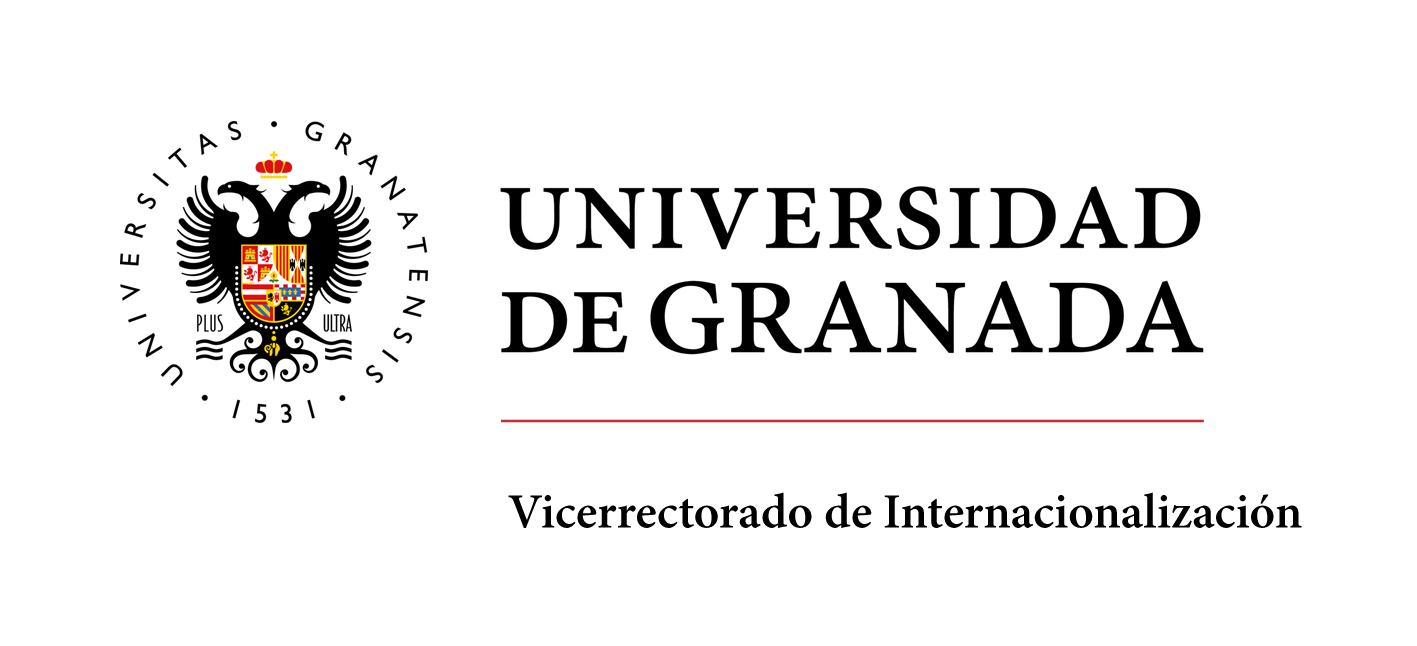 UNIVERSITAS · GRANATENSIS
· 1531 ·
PLUS ULTRA
UNIVERSIDAD
DE GRANADA
Vicerrectorado de Internacionalización